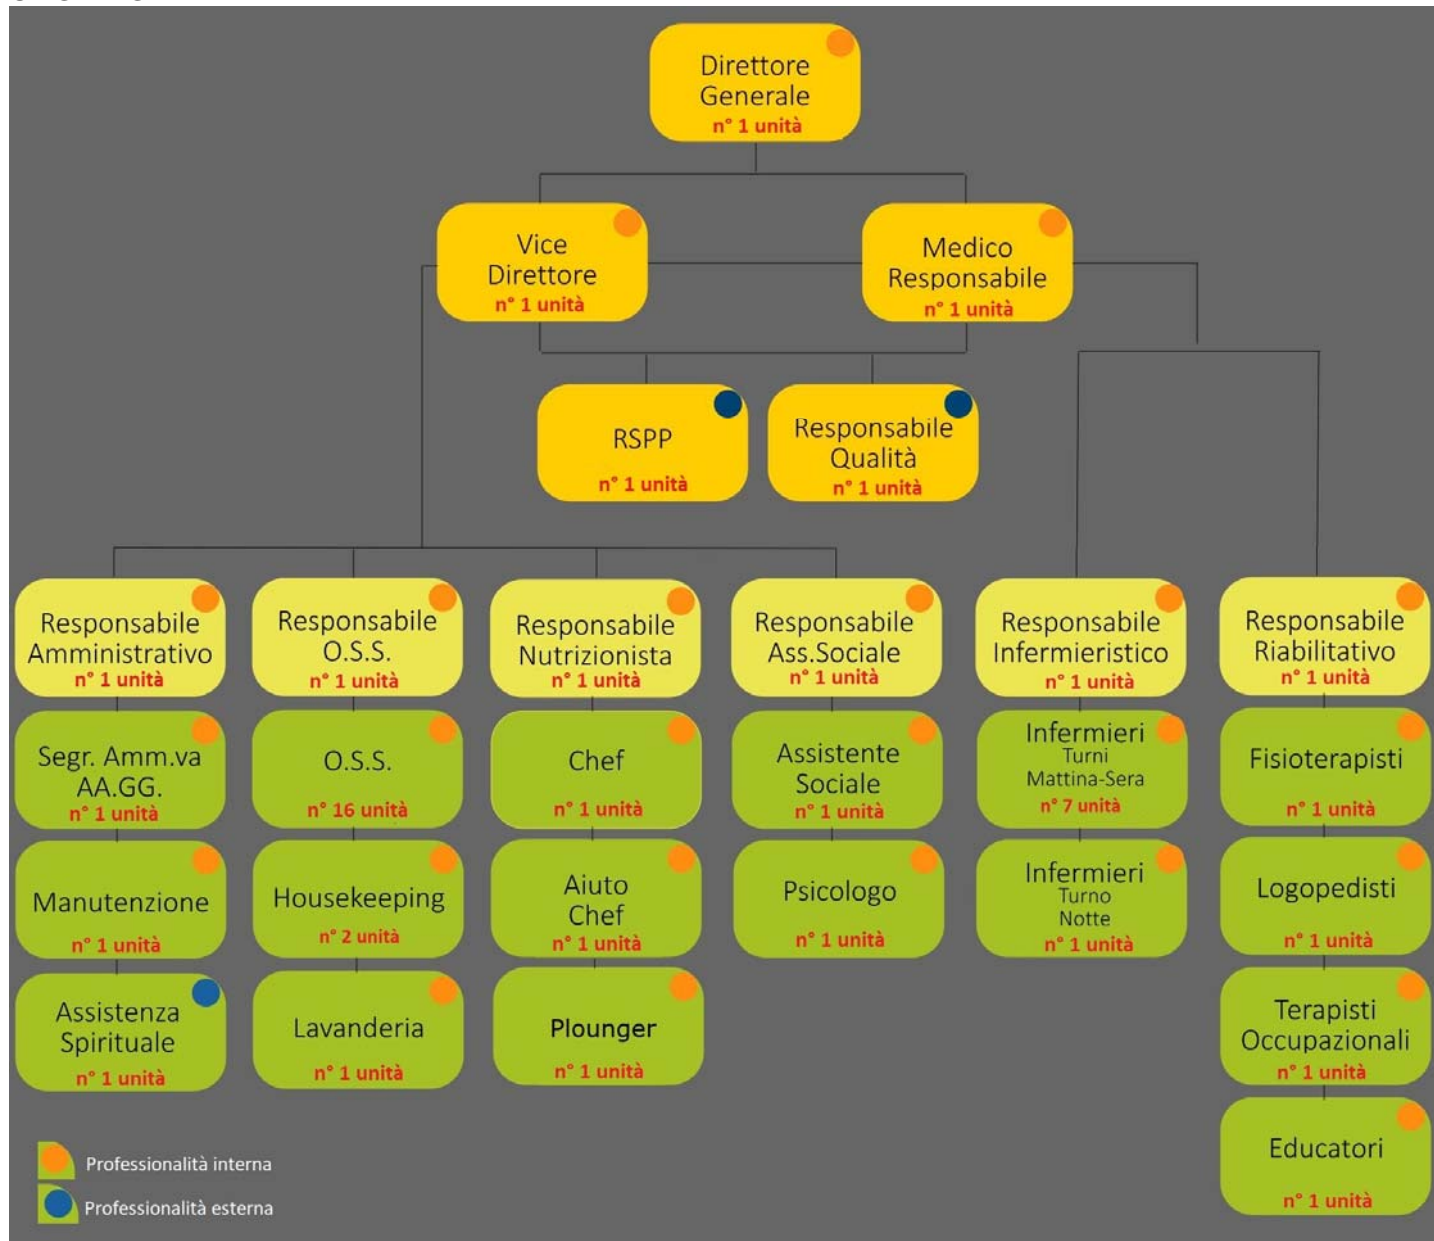 Direttore
Generale
n° 1 unità
Vice
Direttore
n° 1 unità
Medico
Responsabile
n° 1 unità
RSPP
n° 1 unità
Responsabile
Qualità
n° 1 unità
Responsabile
Amministrativo
n° 1 unità
Responsabile
O.S.S.
n° 1 unità
Responsabile
Nutrizionista
n° 1 unità
Responsabile
Ass.Sociale
n° 1 unità
Responsabile
Infermieristico
n° 1 unità
Responsabile
Riabilitativo
n° 1 unità
Segr. Amm.va
AA.GG.
n° 1 unità
O.S.S.
n° 16 unità
Chef
n° 1 unità
Assistente
Sociale
n° 1 unità
Infermieri
Turni
Mattina-Sera
n° 7 unità
Fisioterapisti
n° 1 unità
Manutenzione
n° 1 unità
Housekeeping
n° 2 unità
Aiuto
Chef
n° 1 unità
Psicologo
n° 1 unità
Infermieri
Turno
Notte
n° 1 unità
Logopedisti
n° 1 unità
Assistenza
Spirituale
n° 1 unità
Lavanderia
n° 1 unità
Plounger
n° 1 unità
Terapisti
Occupazionali
n° 1 unità
Educatori
n° 1 unità
Professionalità interna
Professionalità esterna